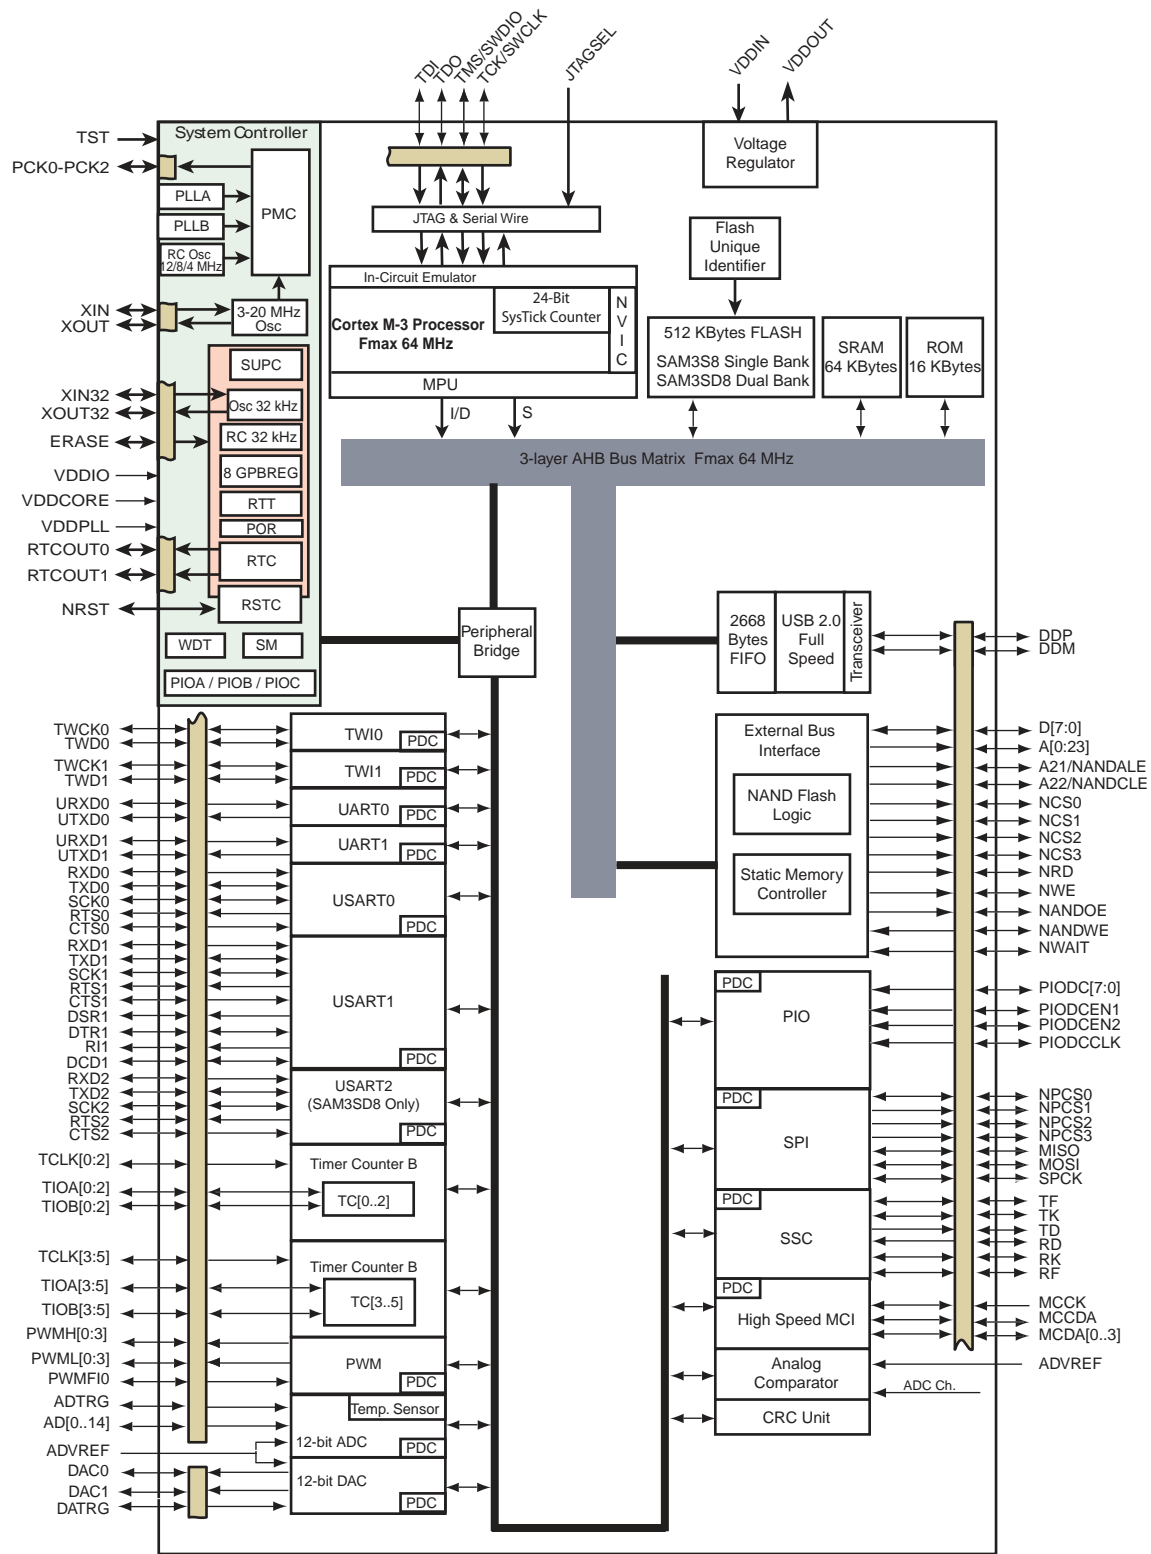 TDI
TDO
TMS/SWDIO
TCK/SWCLK
JTAGSEL
VDDIN
VDDOUT
TST
PCK0-PCK2
XIN
XOUT
XIN32
XOUT32
ERASE
VDDIO
VDDCORE
VDDPLL
RTCOUT0
RTCOUT1
NRST
System Controller
PLLA
PLLB
RC Osc
12/8/4 MHz
PMC
3-20 MHz
Osc
SUPC
Osc 32 kHz
RC 32 kHz
8 GPBREG
RTT
POR
RTC
RSTC
WDT
SM
PIOA / PIOB / PIOC
JTAG & Serial Wire
In-Circuit Emulator
24-Bit
SysTick Counter
Cortex M-3 Processor
Fmax 64 MHz
N
V
I
C
MPU
I/D
S
Voltage
Regulator
Flash
Unique
Identifier
512 KBytes FLASH
SAM3S8 Single Bank
SAM3SD8 Dual Bank
SRAM
64 KBytes
ROM
16 KBytes
3-layer AHB Bus Matrix Fmax 64 MHz
Peripheral
Bridge
2668
Bytes
FIFO
USB 2.0
Full
Speed
Transceiver
DDP
DDM
TWCK0
TWD0
TWCK1
TWD1
URXD0
UTXD0
URXD1
UTXD1
RXD0
TXD0
SCK0
RTS0
CTS0
RXD1
TXD1
SCK1
RTS1
CTS1
DSR1
DTR1
RI1
DCD1
RXD2
TXD2
SCK2
RTS2
CTS2
TCLK[0:2]
TIOA[0:2]
TIOB[0:2]
TCLK[3:5]
TIOA[3:5]
TIOB[3:5]
PWMH[0:3]
PWML[0:3]
PWMFI0
ADTRG
AD[0..14]
ADVREF
DAC0
DAC1
DATRG
TWI0
PDC
TWI1
PDC
UART0
PDC
UART1
PDC
USART0
PDC
USART1
PDC
USART2
(SAM3SD8 Only)
PDC
Timer Counter B
TC[0..2]
Timer Counter B
TC[3..5]
PWM
PDC
Temp. Sensor
12-bit ADC
PDC
12-bit DAC
PDC
External Bus
Interface
NAND Flash
Logic
Static Memory
Controller
PDC
PIO
PDC
SPI
PDC
SSC
PDC
High Speed MCI
Analog
Comparator
ADC Ch.
CRC Unit
D[7:0]
A[0:23]
A21/NANDALE
A22/NANDCLE
NCS0
NCS1
NCS2
NCS3
NRD
NWE
NANDOE
NANDWE
NWAIT
PIODC[7:0]
PIODCEN1
PIODCEN2
PIODCCLK
NPCS0
NPCS1
NPCS2
NPCS3
MISO
MOSI
SPCK
TF
TK
TD
RD
RK
RF
MCCK
MCCDA
MCDA[0..3]
ADVREF